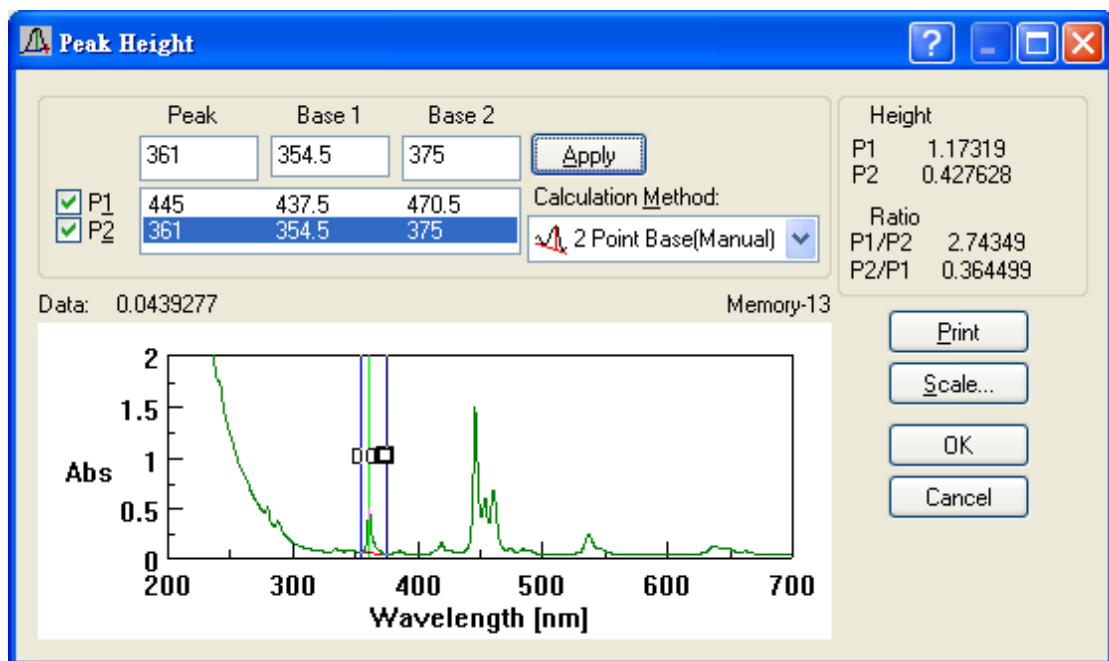 Peak Height
Peak Base 1 Base 2
361 354.5 375 Apply
P1 445 437.5 470.5
P2 361 354.5 375
Calculation Method:
2 Point Base(Manual)
Height
P1 1.17319
P2 0.427628
Ratio
P1/P2 2.74349
P2/P1 0.364499
Data: 0.0439277 Memory-13
Print
Scale...
OK
Cancel
2
1.5
1
0.5
0
Abs
200 300 400 500 600 700
Wavelength [nm]